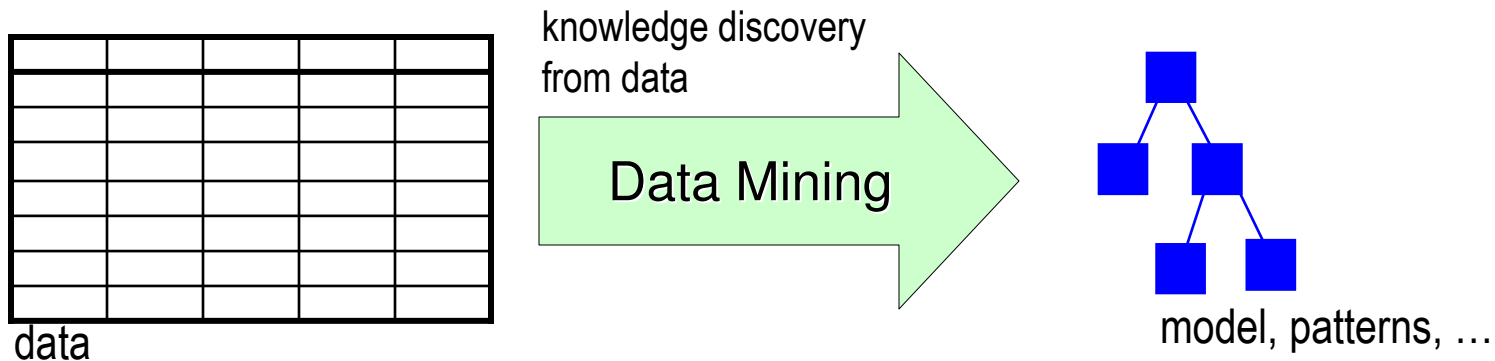 knowledge discovery
from data
Data Mining
data
model, patterns, …